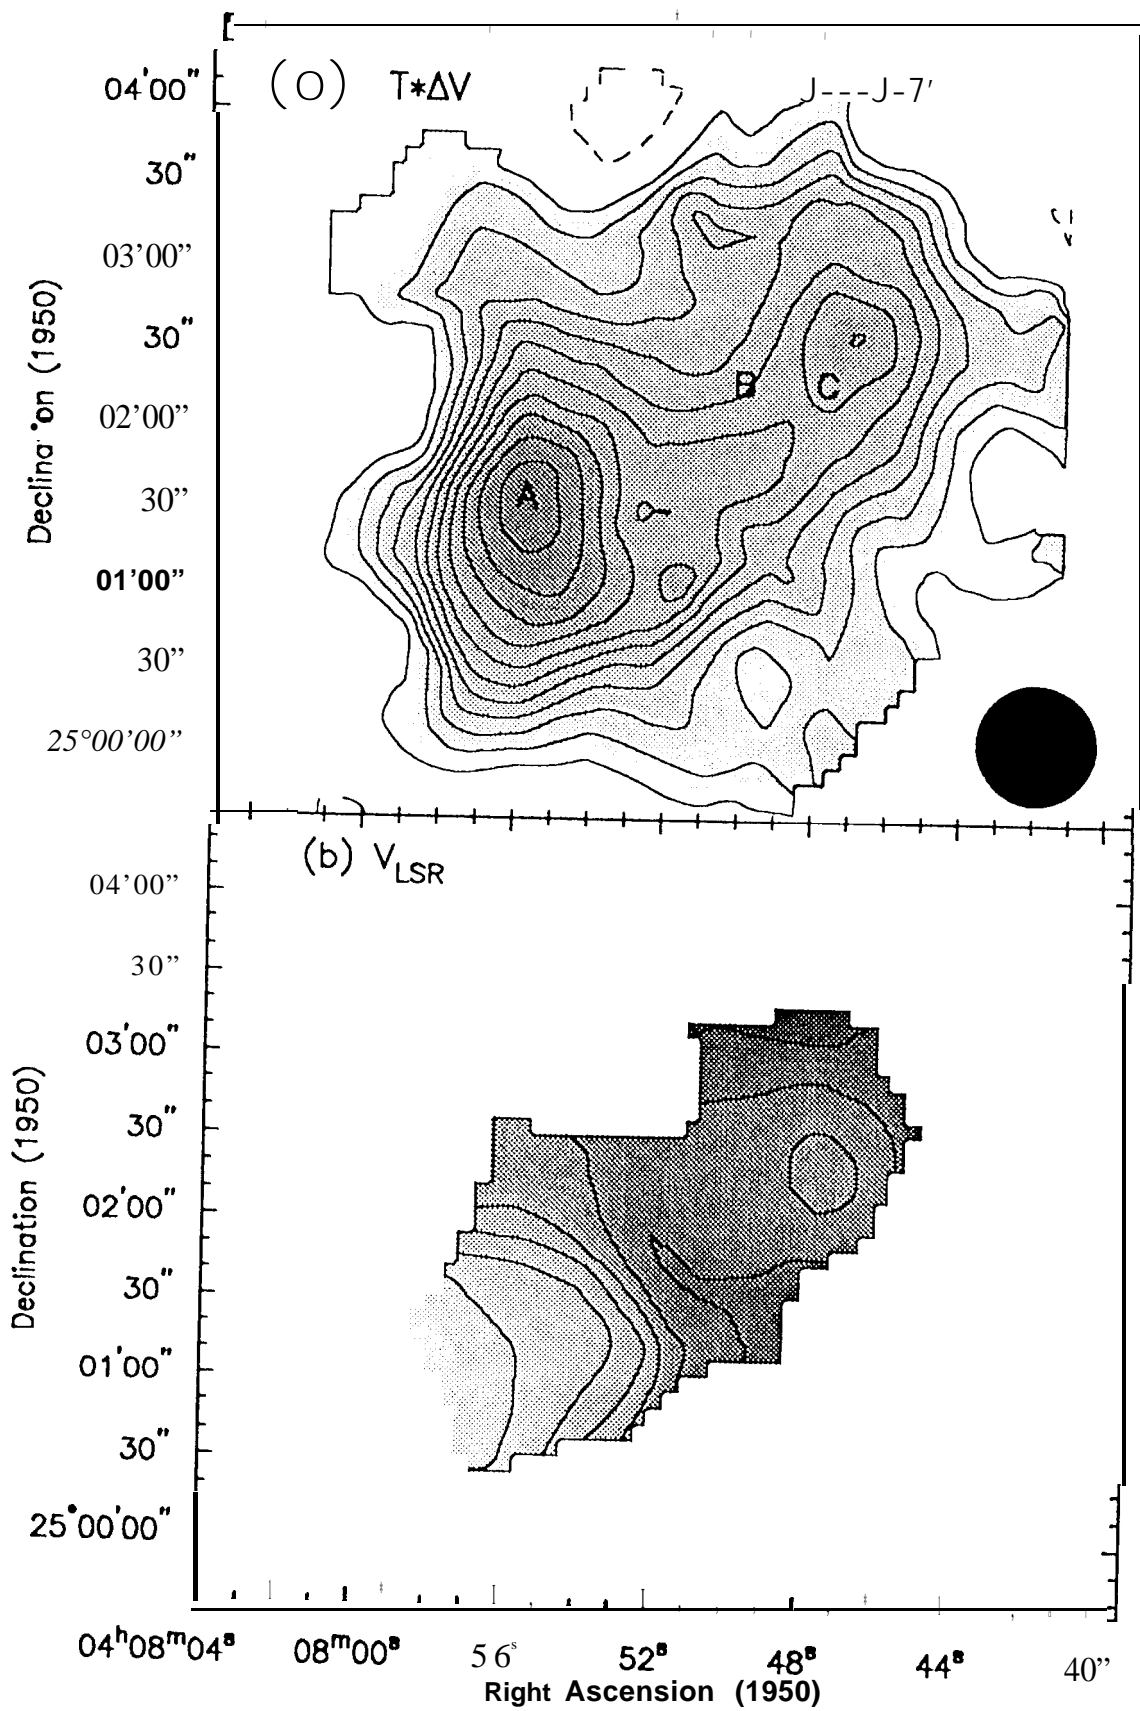 (O) T*ΔV J---J-7'
04'00"
30"
03'00"
30"
02'00"
30"
01'00"
30"
25°00'00"
Declina on (1950)
A
B
C
(b) VLSR
04'00"
30"
03'00"
30"
02'00"
30"
01'00"
30"
25°00'00"
Declination (1950)
04h08m04s 08m00s 56s 52s 48s 44s 40"
Right Ascension (1950)